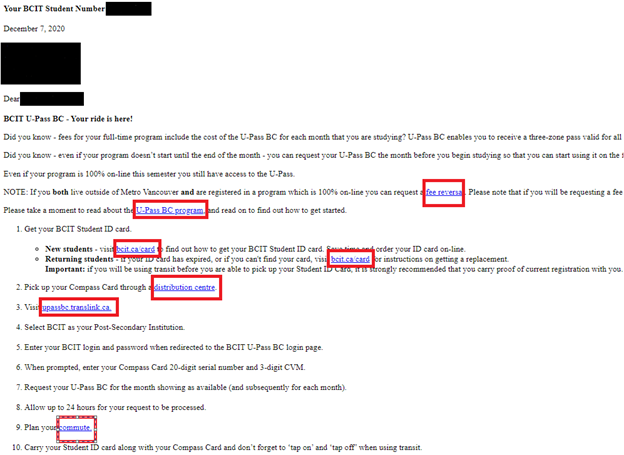 Your BCIT Student Number
December 7, 2020
Dear
BCIT U-Pass BC - Your ride is here!
Did you know - fees for your full-time program include the cost of the U-Pass BC for each month that you are studying? U-Pass BC enables you to receive a three-zone pass valid for all
Did you know - even if your program doesn't start until the end of the month - you can request your U-Pass BC the month before you begin studying so that you can start using it on the f
Even if your program is 100% on-line this semester you still have access to the U-Pass.
NOTE: If you both live outside of Metro Vancouver and are registered in a program which is 100% on-line you can request a fee reversal. Please note that if you will be requesting a fee
Please take a moment to read about the U-Pass BC program, and read on to find out how to get started.
1. Get your BCIT Student ID card.
New students - visit bcit.ca/card to find out how to get your BCIT Student ID card. Save time and order your ID card on-line.
Returning students - if your ID card has expired, or if you can't find your card, visit bcit.ca/card for instructions on getting a replacement.
Important: if you will be using transit before you are able to pick up your Student ID Card, it is strongly recommended that you carry proof of current registration with you.
2. Pick up your Compass Card through a distribution centre.
3. Visit upassbc.translink.ca.
4. Select BCIT as your Post-Secondary Institution.
5. Enter your BCIT login and password when redirected to the BCIT U-Pass BC login page.
6. When prompted, enter your Compass Card 20-digit serial number and 3-digit CVM.
7. Request your U-Pass BC for the month showing as available (and subsequently for each month).
8. Allow up to 24 hours for your request to be processed.
9. Plan your commute.
10. Carry your Student ID card along with your Compass Card and don't forget to 'tap on' and 'tap off' when using transit.